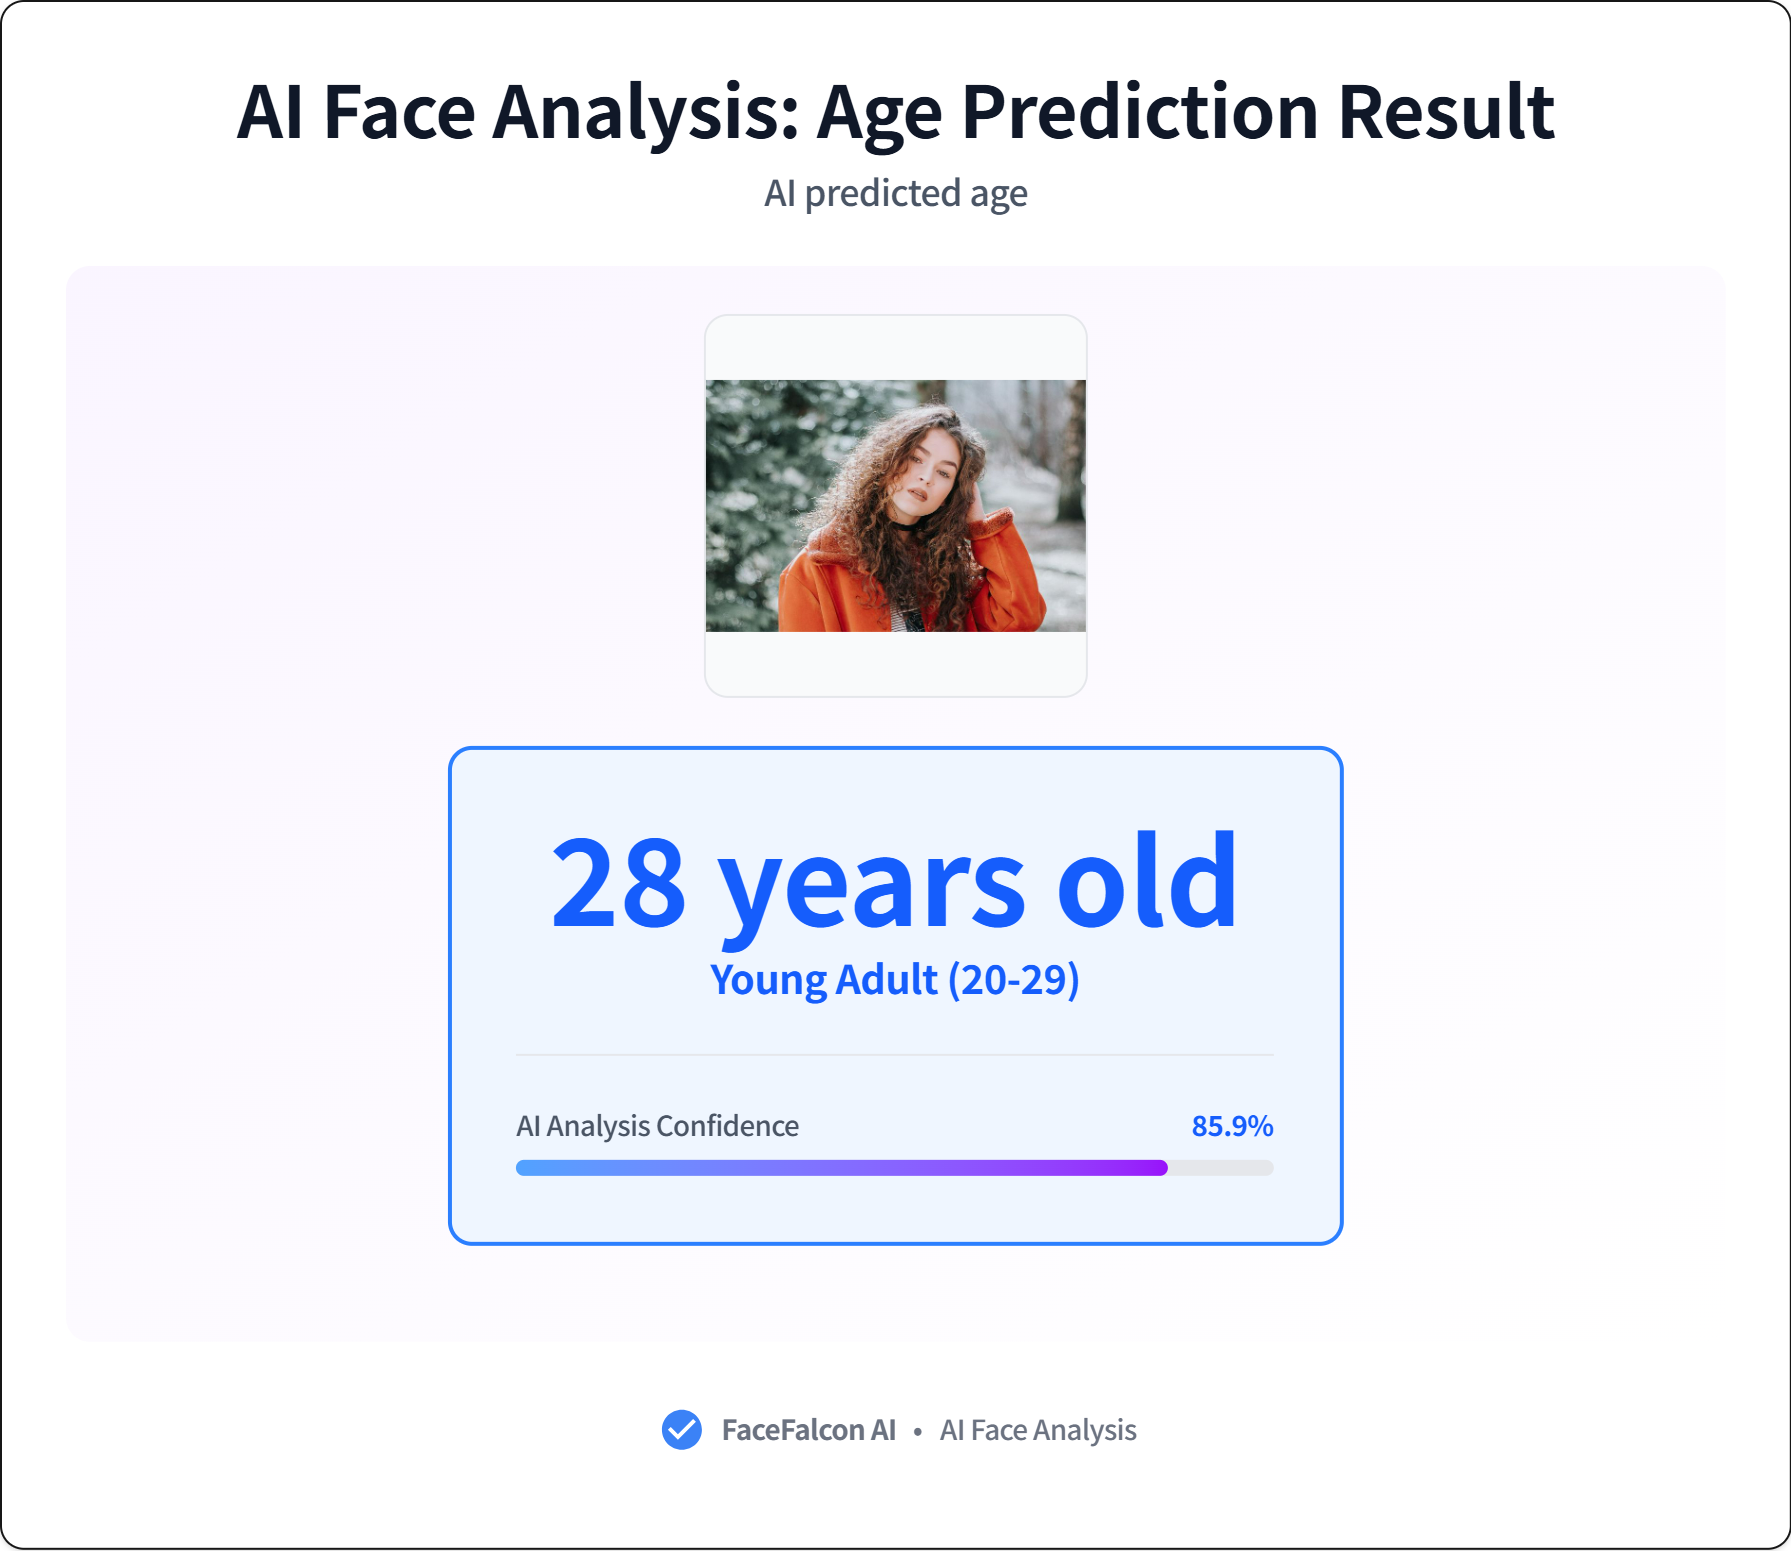 AI Face Analysis: Age Prediction Result
AI predicted age
28 years old
Young Adult (20-29)
AI Analysis Confidence 85.9%
FaceFalcon AI • AI Face Analysis